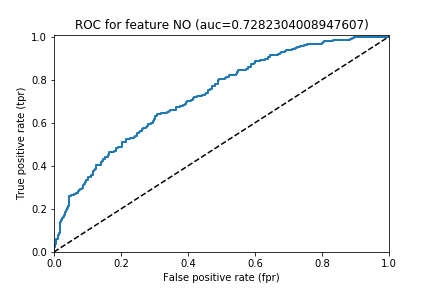 ROC for feature NO (auc=0.7282304008947607)
1.0
0.8
0.6
0.4
0.2
0.0
True positive rate (tpr)
0.0 0.2 0.4 0.6 0.8 1.0
False positive rate (fpr)